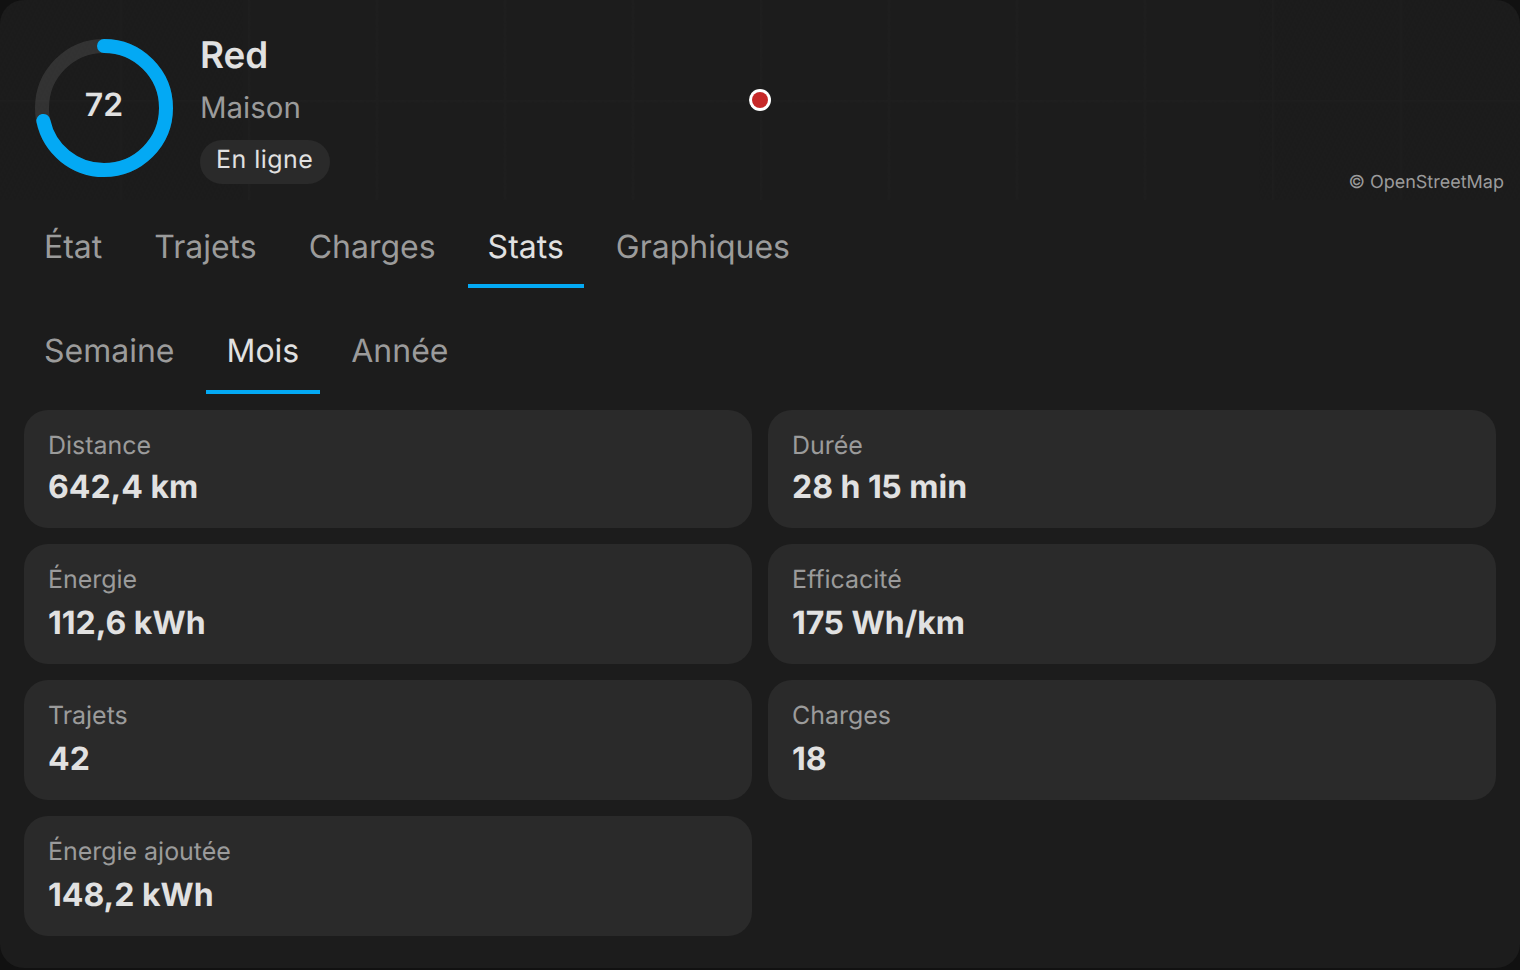 72
Red
Maison
En ligne
© OpenStreetMap
État Trajets Charges Stats Graphiques
Semaine Mois Année
Distance
642,4 km
Durée
28 h 15 min
Énergie
112,6 kWh
Efficacité
175 Wh/km
Trajets
42
Charges
18
Énergie ajoutée
148,2 kWh